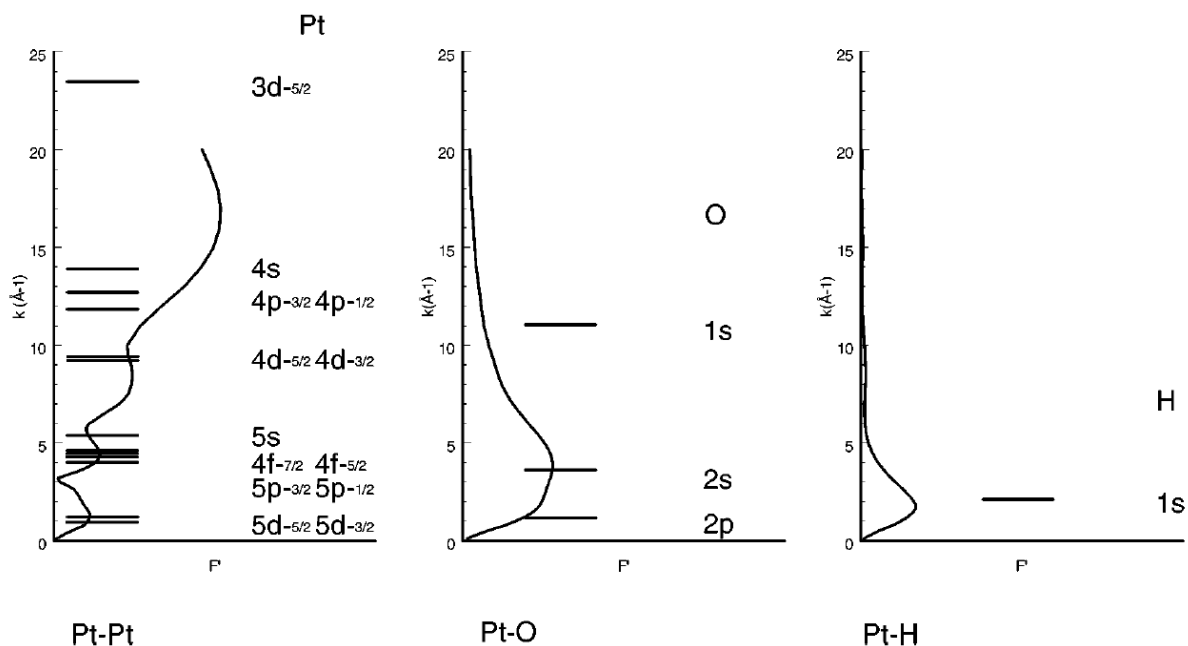 Pt
25
20
15
10
5
0
k (Å-1)
3d-5/2
4s
4p-3/2 4p-1/2
4d-5/2 4d-3/2
5s
4f-7/2 4f-5/2
5p-3/2 5p-1/2
5d-5/2 5d-3/2
Pt-Pt
25
20
15
10
5
0
k(Å-1)
O
1s
2s
2p
Pt-O
25
20
15
10
5
0
k(Å-1)
H
1s
Pt-H